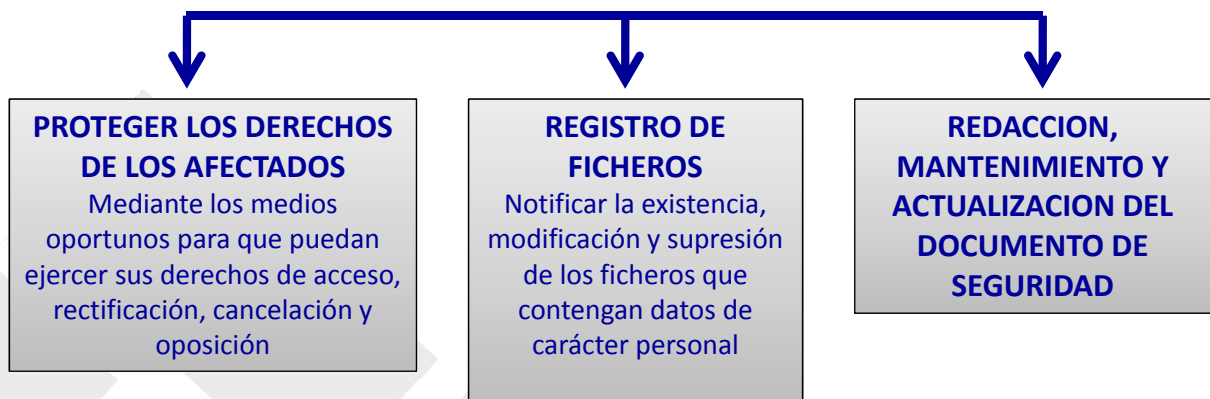 PROTEGER LOS DERECHOS
DE LOS AFECTADOS
Mediante los medios
oportunos para que puedan
ejercer sus derechos de acceso,
rectificación, cancelación y
oposición
REGISTRO DE
FICHEROS
Notificar la existencia,
modificación y supresión
de los ficheros que
contengan datos de
carácter personal
REDACCION,
MANTENIMIENTO Y
ACTUALIZACION DEL
DOCUMENTO DE
SEGURIDAD